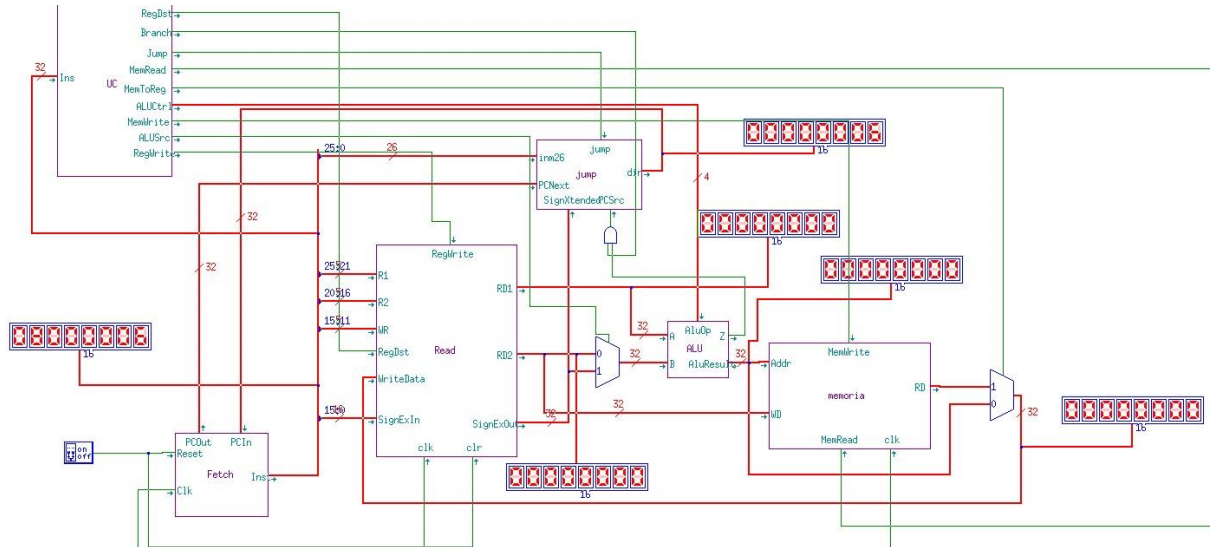 RegDst
Branch
Jump
MemRead
MemToReg
ALUCtrl
MemWrite
ALUSrc
RegWrite
32
Ins
UC
25:0
26
jump
inm26
jump
dir
PCNext
SignXtendedPCSrc
16
4
32
32
RegWrite
25:21
R1
RD1
20:16
R2
15:11
WR
RegDst
Read
RD2
WriteData
15:0
SignExIn
SignExOut
clk
clr
16
16
16
0
1
32
32
A
AluOp
Z
ALU
B
AluResult
32
32
32
MemWrite
Addr
memoria
RD
WD
MemRead
clk
1
0
32
16
16
on
off
PCOut
PCIn
Reset
Fetch
Ins
Clk